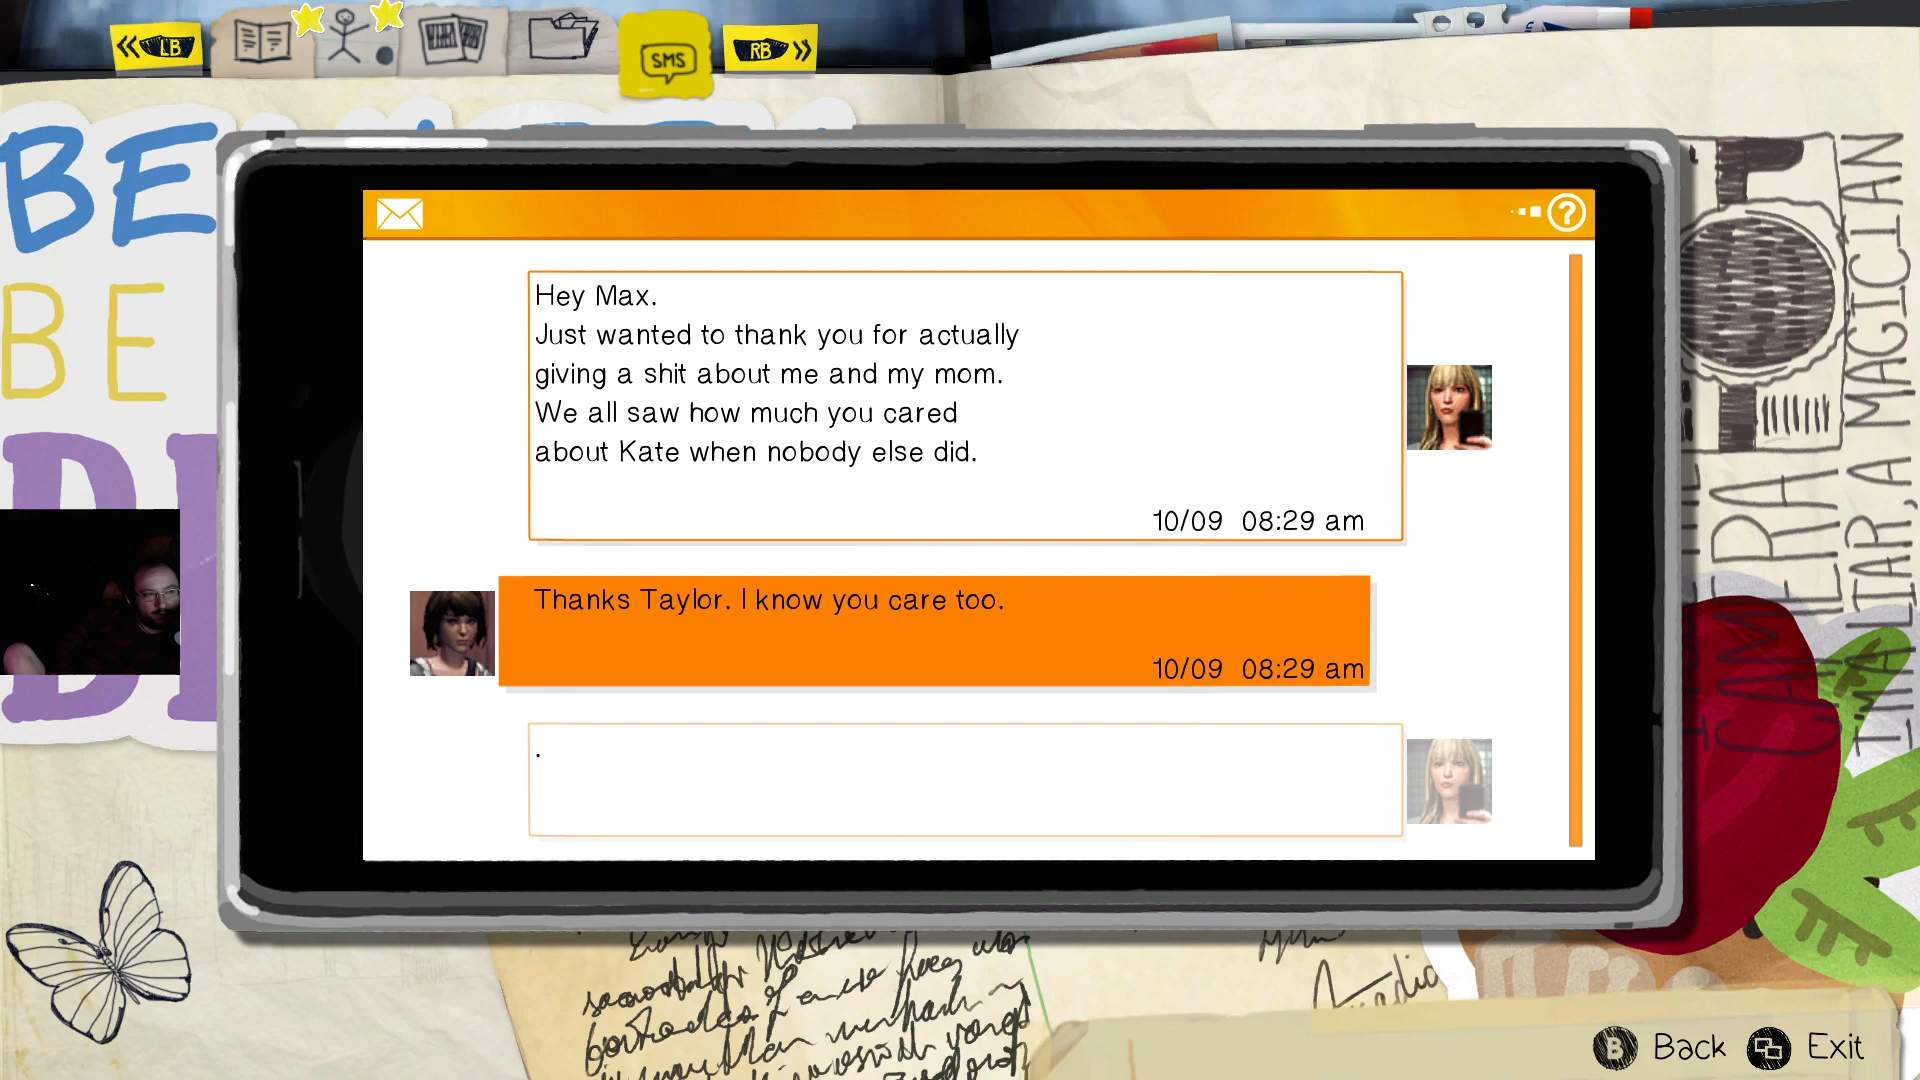 LB
SMS
RB
BE
BE
Hey Max.
Just wanted to thank you for actually
giving a shit about me and my mom.
We all saw how much you cared
about Kate when nobody else did.
10/09 08:29 am
Thanks Taylor. I know you care too.
10/09 08:29 am
.
CAMERA
I'M A LIAR, A MAGICIAN
B Back
Exit